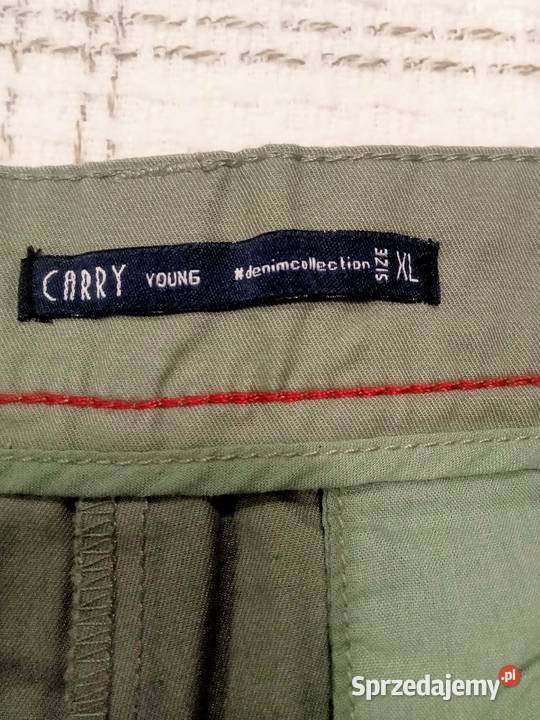 CARRY YOUNG #denimcollection SIZE XL
Sprzedajemy.pl